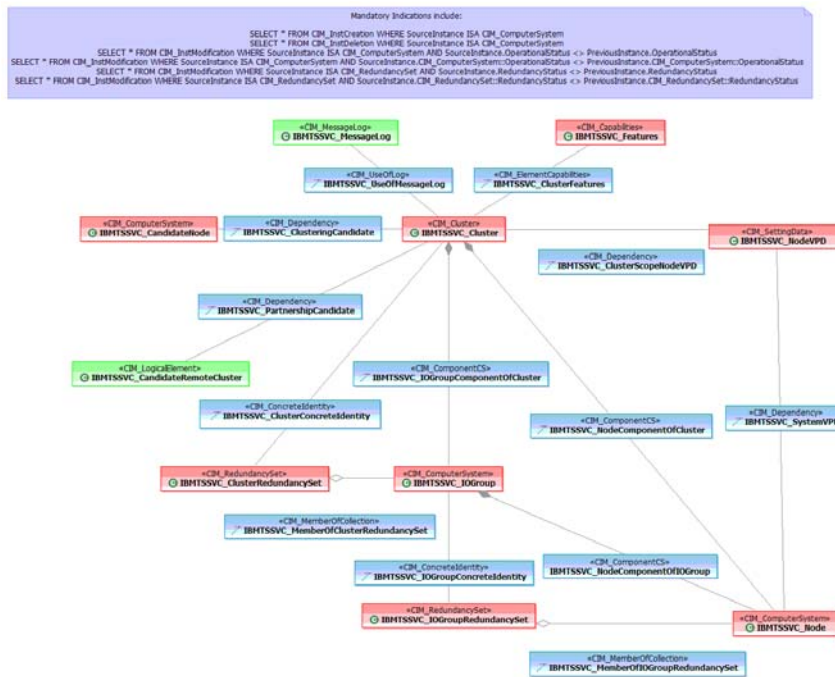 Mandatory Indications include:
SELECT * FROM CIM_InstCreation WHERE SourceInstance ISA CIM_ComputerSystem
SELECT * FROM CIM_InstDeletion WHERE SourceInstance ISA CIM_ComputerSystem
SELECT * FROM CIM_InstModification WHERE SourceInstance ISA CIM_ComputerSystem AND SourceInstance.OperationalStatus <> PreviousInstance.OperationalStatus
SELECT * FROM CIM_InstModification WHERE SourceInstance ISA CIM_ComputerSystem AND SourceInstance.CIM_ComputerSystem::OperationalStatus <> PreviousInstance.CIM_ComputerSystem::OperationalStatus
SELECT * FROM CIM_InstModification WHERE SourceInstance ISA CIM_RedundancySet AND SourceInstance.RedundancyStatus <> PreviousInstance.RedundancyStatus
SELECT * FROM CIM_InstModification WHERE SourceInstance ISA CIM_RedundancySet AND SourceInstance.CIM_RedundancySet::RedundancyStatus <> PreviousInstance.CIM_RedundancySet::RedundancyStatus
«CIM_MessageLog»
IBMTSSVC_MessageLog
«CIM_Capabilities»
IBMTSSVC_Features
«CIM_UseOfLog»
IBMTSSVC_UseOfMessageLog
«CIM_ElementCapabilities»
IBMTSSVC_ClusterFeatures
«CIM_ComputerSystem»
IBMTSSVC_CandidateNode
«CIM_Dependency»
IBMTSSVC_ClusteringCandidate
«CIM_Cluster»
IBMTSSVC_Cluster
«CIM_SettingData»
IBMTSSVC_NodeVPD
«CIM_Dependency»
IBMTSSVC_ClusterScopeNodeVPD
«CIM_Dependency»
IBMTSSVC_PartnershipCandidate
«CIM_LogicalElement»
IBMTSSVC_CandidateRemoteCluster
«CIM_ComponentCS»
IBMTSSVC_IOGroupComponentOfCluster
«CIM_ConcreteIdentity»
IBMTSSVC_ClusterConcreteIdentity
«CIM_ComponentCS»
IBMTSSVC_NodeComponentOfCluster
«CIM_Dependency»
IBMTSSVC_SystemVPD
«CIM_RedundancySet»
IBMTSSVC_ClusterRedundancySet
«CIM_ComputerSystem»
IBMTSSVC_IOGroup
«CIM_MemberOfCollection»
IBMTSSVC_MemberOfClusterRedundancySet
«CIM_ConcreteIdentity»
IBMTSSVC_IOGroupConcreteIdentity
«CIM_ComponentCS»
IBMTSSVC_NodeComponentOfIOGroup
«CIM_RedundancySet»
IBMTSSVC_IOGroupRedundancySet
«CIM_ComputerSystem»
IBMTSSVC_Node
«CIM_MemberOfCollection»
IBMTSSVC_MemberOfIOGroupRedundancySet